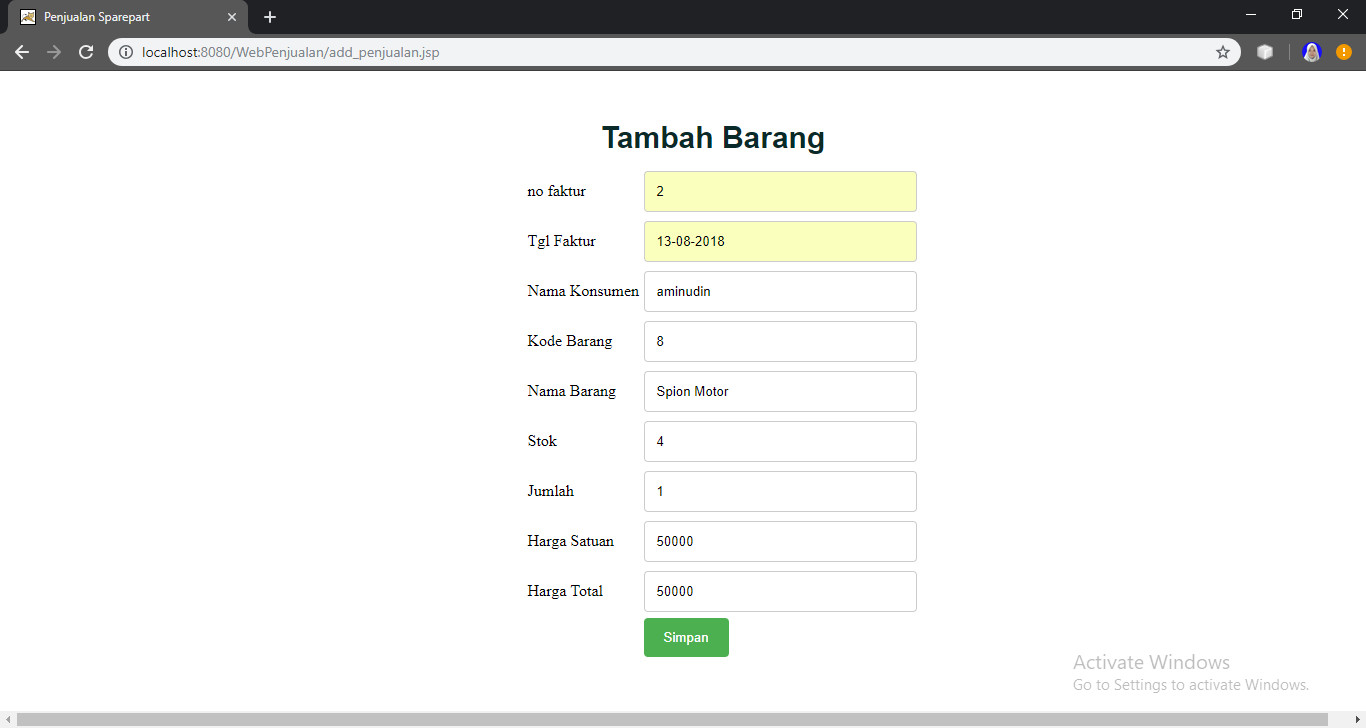 Penjualan Sparepart
localhost:8080/WebPenjualan/add_penjualan.jsp
Tambah Barang
no faktur 2
Tgl Faktur 13-08-2018
Nama Konsumen aminudin
Kode Barang 8
Nama Barang Spion Motor
Stok 4
Jumlah 1
Harga Satuan 50000
Harga Total 50000
Simpan
Activate Windows
Go to Settings to activate Windows.